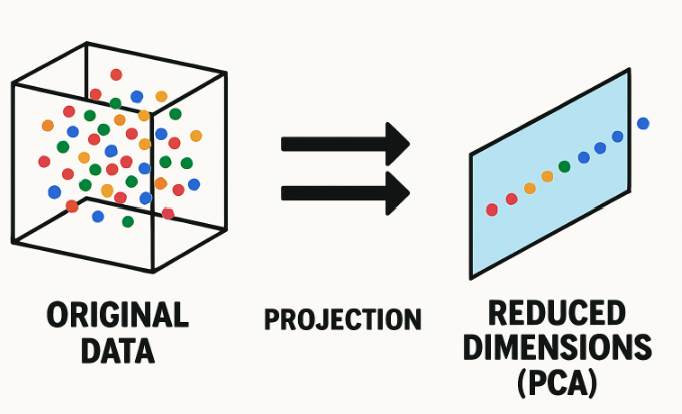 ORIGINAL
DATA
PROJECTION
REDUCED
DIMENSIONS
(PCA)